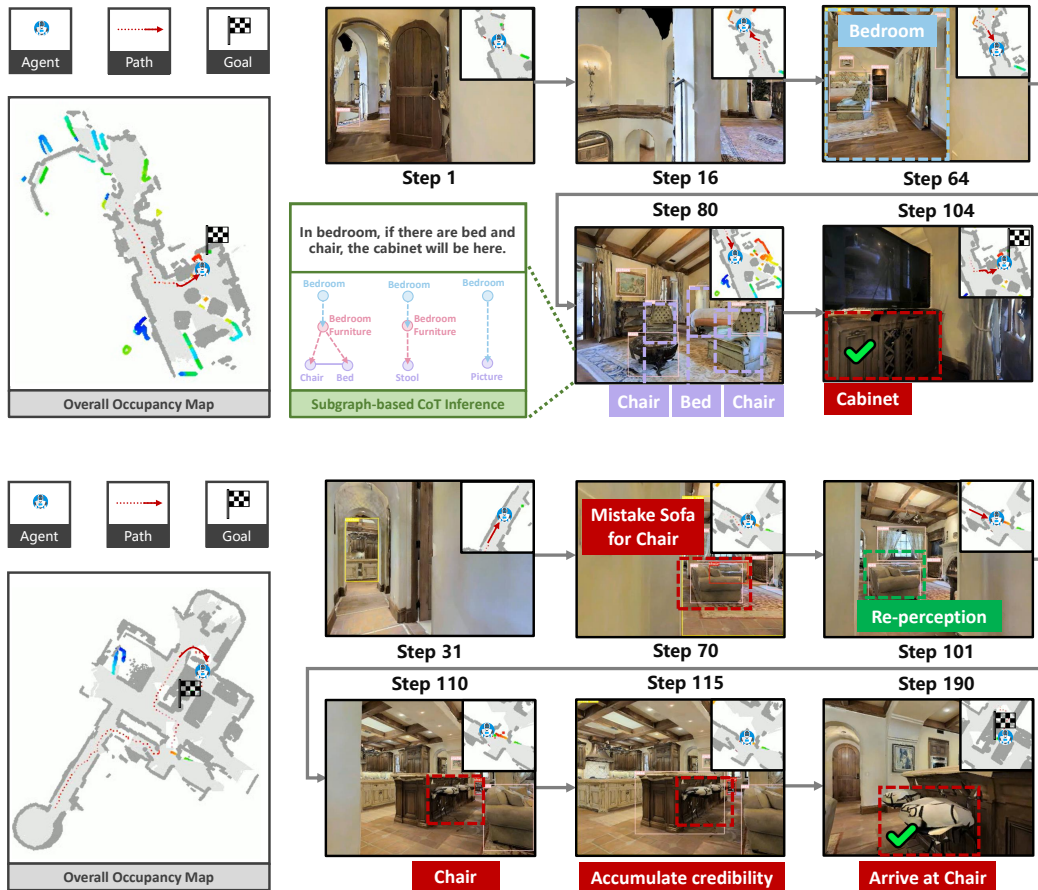 Agent
Path
Goal
Overall Occupancy Map
Step 1
Step 16
Bedroom
Step 64
In bedroom, if there are bed and
chair, the cabinet will be here.
Bedroom
Bedroom
Furniture
Chair
Bed
Bedroom
Bedroom
Furniture
Stool
Bedroom
Picture
Subgraph-based CoT Inference
Step 80
Chair
Bed
Chair
Step 104
Cabinet
Agent
Path
Goal
Overall Occupancy Map
Step 31
Mistake Sofa
for Chair
Step 70
Re-perception
Step 101
Step 110
Chair
Step 115
Accumulate credibility
Step 190
Arrive at Chair